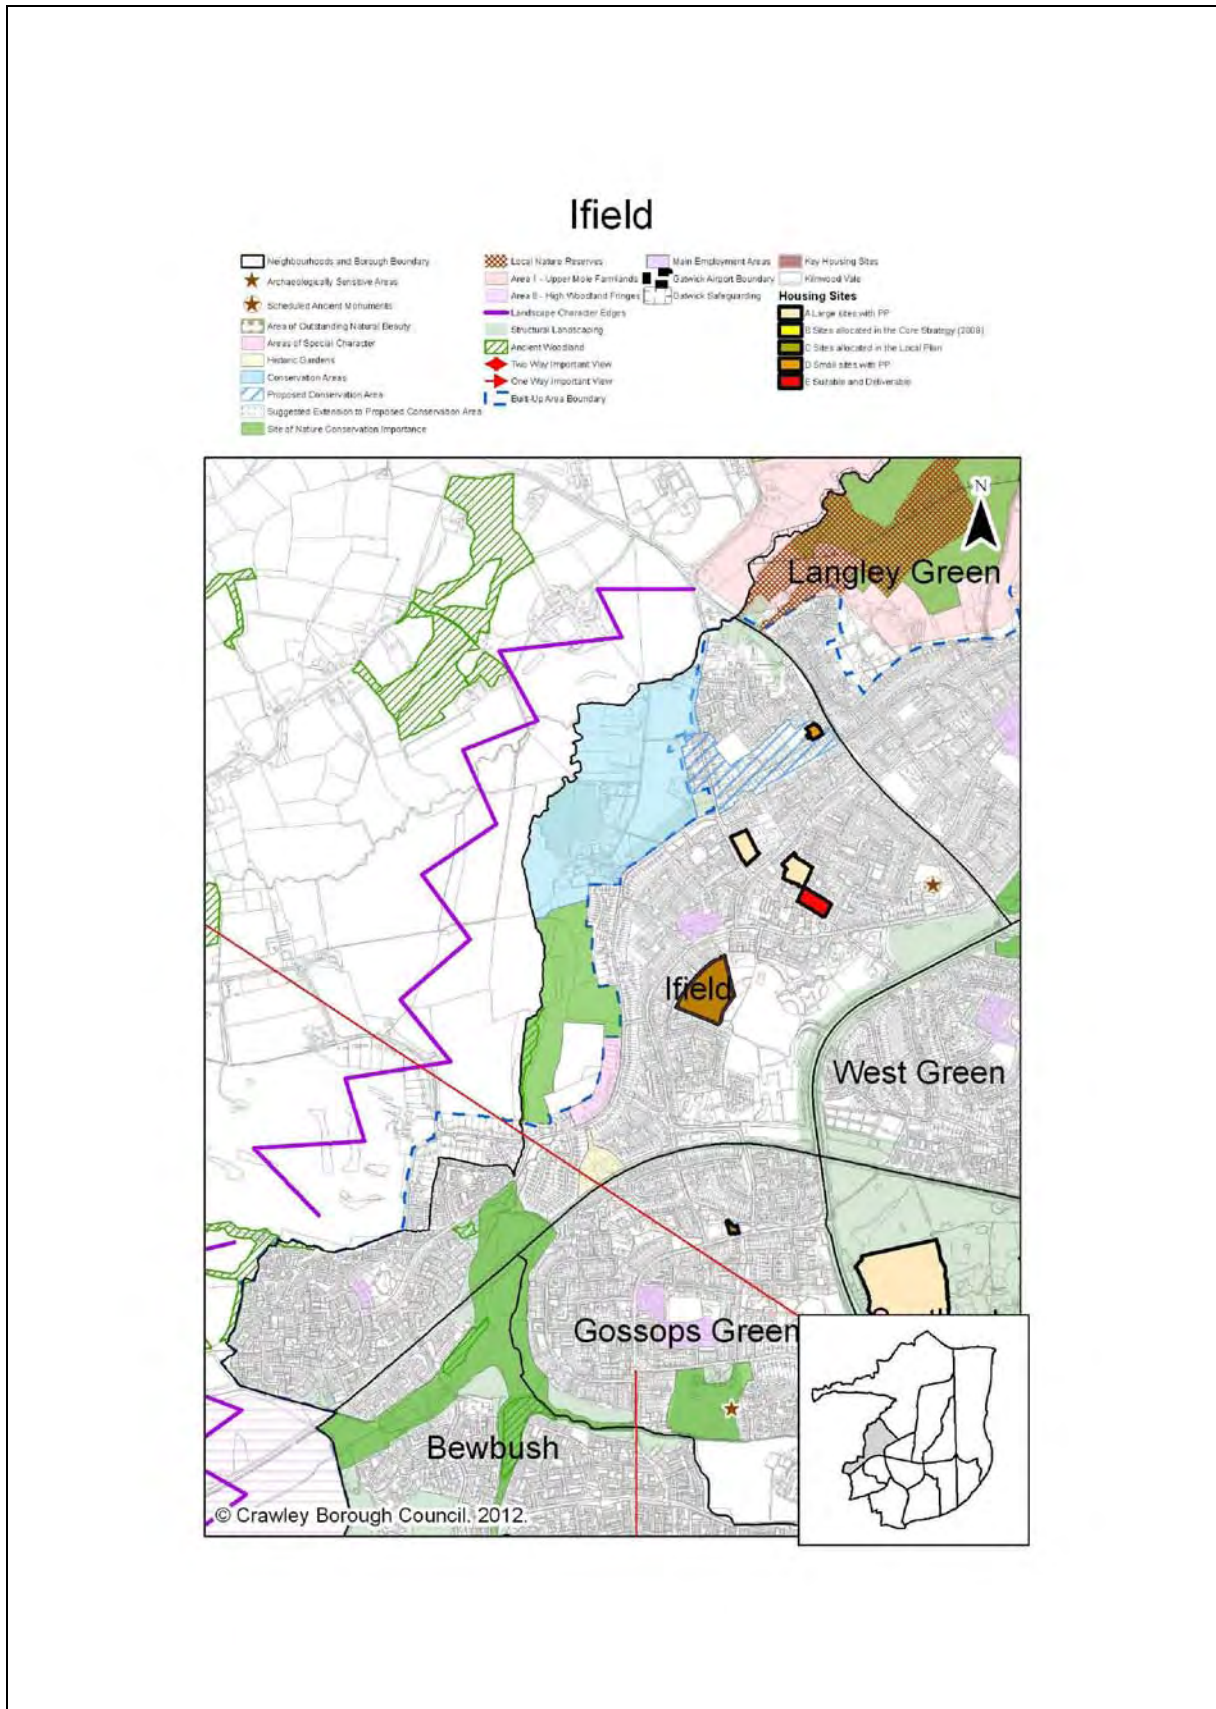 Ifield
Neighbourhoods and Borough Boundary
Archaeologically Sensitive Areas
Scheduled Ancient Monuments
Area of Outstanding Natural Beauty
Areas of Special Character
Historic Gardens
Conservation Areas
Proposed Conservation Area
Suggested Extension to Proposed Conservation Area
Site of Nature Conservation Importance
Local Nature Reserves
Area 1 - Upper Mole Farmlands
Area 8 - High Woodland Fringes
Landscape Character Edges
Structural Landscaping
Ancient Woodland
Two Way Important View
One Way Important View
Built-Up Area Boundary
Main Employment Areas
Gatwick Airport Boundary
Gatwick Safeguarding
Key Housing Sites
Kilnwood Vale
Housing Sites
A Large sites with PP
B Sites allocated in the Core Strategy (2008)
C Sites allocated in the Local Plan
D Small sites with PP
E Suitable and Deliverable
N
Langley Green
Ifield
West Green
Gossops Green
Bewbush
© Crawley Borough Council. 2012.